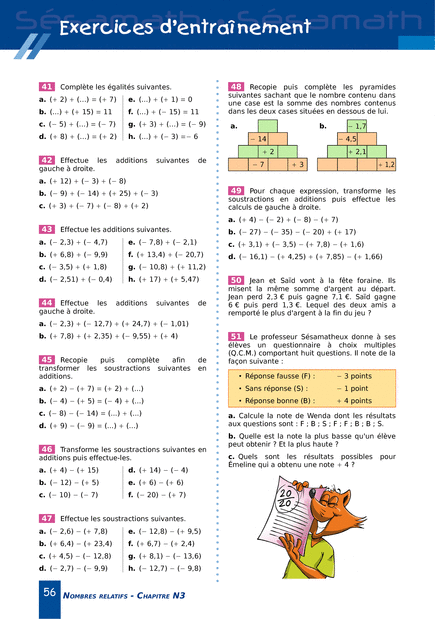 Sésamath Sésamath
Exercices d'entraînement
41 Complète les égalités suivantes.
a. (+ 2) + (...) = (+ 7) e. (...) + (+ 1) = 0
b. (...) + (+ 15) = 11 f. (...) + (− 15) = 11
c. (− 5) + (...) = (− 7) g. (+ 3) + (...) = (− 9)
d. (+ 8) + (...) = (+ 2) h. (...) + (− 3) =− 6
42 Effectue les additions suivantes de
gauche à droite.
a. (+ 12) + (− 3) + (− 8)
b. (− 9) + (− 14) + (+ 25) + (− 3)
c. (+ 3) + (− 7) + (− 8) + (+ 2)
43 Effectue les additions suivantes.
a. (− 2,3) + (− 4,7) e. (− 7,8) + (− 2,1)
b. (+ 6,8) + (− 9,9) f. (+ 13,4) + (− 20,7)
c. (− 3,5) + (+ 1,8) g. (− 10,8) + (+ 11,2)
d. (− 2,51) + (− 0,4) h. (+ 17) + (+ 5,47)
44 Effectue les additions suivantes de
gauche à droite.
a. (− 2,3) + (− 12,7) + (+ 24,7) + (− 1,01)
b. (+ 7,8) + (+ 2,35) + (− 9,55) + (+ 4)
45 Recopie puis complète afin de
transformer les soustractions suivantes en
additions.
a. (+ 2) − (+ 7) = (+ 2) + (...)
b. (− 4) − (+ 5) = (− 4) + (...)
c. (− 8) − (− 14) = (...) + (...)
d. (+ 9) − (− 9) = (...) + (...)
46 Transforme les soustractions suivantes en
additions puis effectue-les.
a. (+ 4) − (+ 15) d. (+ 14) − (− 4)
b. (− 12) − (+ 5) e. (+ 6) − (+ 6)
c. (− 10) − (− 7) f. (− 20) − (+ 7)
47 Effectue les soustractions suivantes.
a. (− 2,6) − (+ 7,8) e. (− 12,8) − (+ 9,5)
b. (+ 6,4) − (+ 23,4) f. (+ 6,7) − (+ 2,4)
c. (+ 4,5) − (− 12,8) g. (+ 8,1) − (− 13,6)
d. (− 2,7) − (− 9,9) h. (− 12,7) − (− 9,8)
48 Recopie puis complète les pyramides
suivantes sachant que le nombre contenu dans
une case est la somme des nombres contenus
dans les deux cases situées en dessous de lui.
a. b. − 1,7
− 14 − 4,5
+ 2 + 2,1
− 7 + 3 + 1,2
49 Pour chaque expression, transforme les
soustractions en additions puis effectue les
calculs de gauche à droite.
a. (+ 4) − (− 2) + (− 8) − (+ 7)
b. (− 27) − (− 35) − (− 20) + (+ 17)
c. (+ 3,1) + (− 3,5) − (+ 7,8) − (+ 1,6)
d. (− 16,1) − (+ 4,25) + (+ 7,85) − (+ 1,66)
50 Jean et Saïd vont à la fête foraine. Ils
misent la même somme d'argent au départ.
Jean perd 2,3 € puis gagne 7,1 €. Saïd gagne
6 € puis perd 1,3 €. Lequel des deux amis a
remporté le plus d'argent à la fin du jeu ?
51 Le professeur Sésamatheux donne à ses
élèves un questionnaire à choix multiples
(Q.C.M.) comportant huit questions. Il note de la
façon suivante :
• Réponse fausse (F) : − 3 points
• Sans réponse (S) : − 1 point
• Réponse bonne (B) : + 4 points
a. Calcule la note de Wenda dont les résultats
aux questions sont : F ; B ; S ; F ; F ; B ; B ; S.
b. Quelle est la note la plus basse qu'un élève
peut obtenir ? Et la plus haute ?
c. Quels sont les résultats possibles pour
Émeline qui a obtenu une note + 4 ?
20
20
56 Nombres relatifs - Chapitre N3